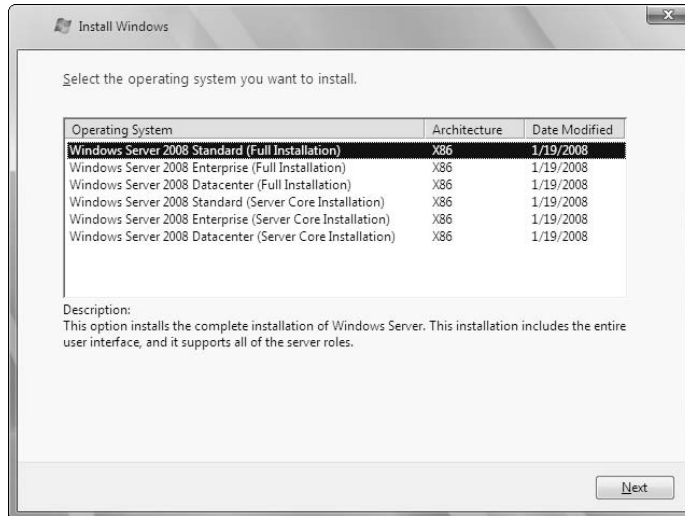 Install Windows
Select the operating system you want to install.
Operating System Architecture Date Modified
Windows Server 2008 Standard (Full Installation) X86 1/19/2008
Windows Server 2008 Enterprise (Full Installation) X86 1/19/2008
Windows Server 2008 Datacenter (Full Installation) X86 1/19/2008
Windows Server 2008 Standard (Server Core Installation) X86 1/19/2008
Windows Server 2008 Enterprise (Server Core Installation) X86 1/19/2008
Windows Server 2008 Datacenter (Server Core Installation) X86 1/19/2008
Description:
This option installs the complete installation of Windows Server. This installation includes the entire
user interface, and it supports all of the server roles.
Next